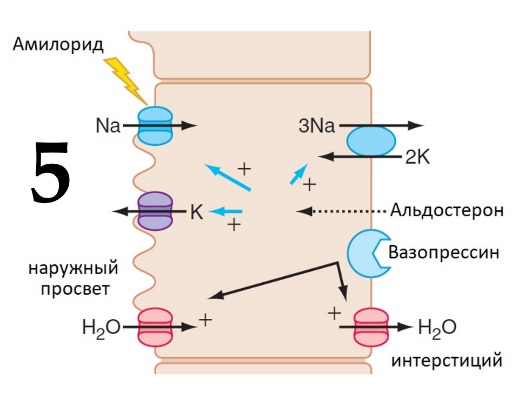 Амилорид
Na
3Na
2K
5
+
+
K
+
Альдостерон
Вазопрессин
наружный
просвет
H₂O
+
+
H₂O
интерстиций